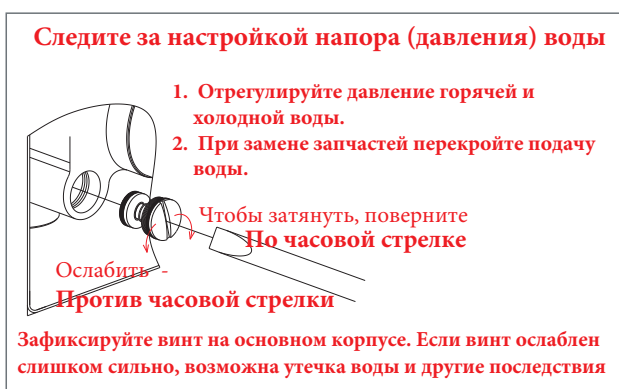 Следите за настройкой напора (давления) воды
1. Отрегулируйте давление горячей и
холодной воды.
2. При замене запчастей перекройте подачу
воды.
Чтобы затянуть, поверните
По часовой стрелке
Ослабить -
Против часовой стрелки
Зафиксируйте винт на основном корпусе. Если винт ослаблен
слишком сильно, возможна утечка воды и другие последствия